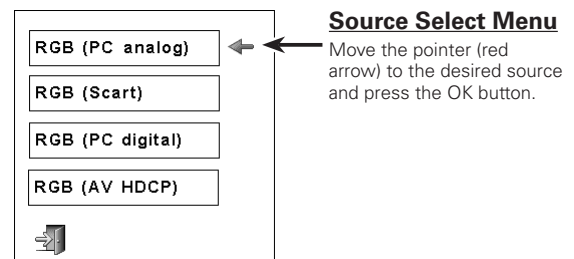 RGB (PC analog)
RGB (Scart)
RGB (PC digital)
RGB (AV HDCP)
Source Select Menu
Move the pointer (red
arrow) to the desired source
and press the OK button.